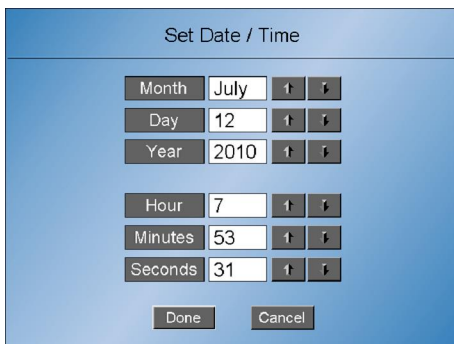 Set Date / Time
Month July
Day 12
Year 2010
Hour 7
Minutes 53
Seconds 31
Done Cancel